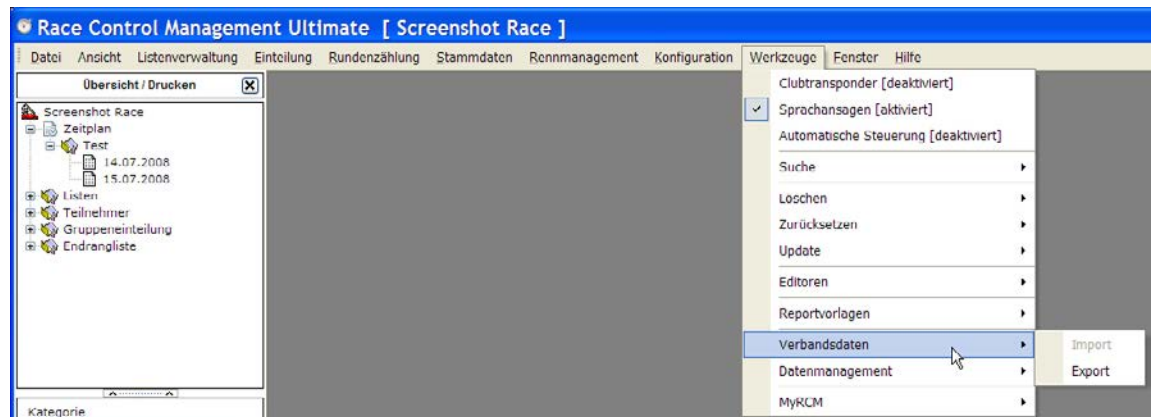 Race Control Management Ultimate [ Screenshot Race ]
Datei Ansicht Listenverwaltung Einteilung Rundenzählung Stammdaten Rennmanagement Konfiguration Werkzeuge Fenster Hilfe
Übersicht / Drucken
Screenshot Race
Zeitplan
Test
14.07.2008
15.07.2008
Listen
Teilnehmer
Gruppeneinteilung
Endrangliste
Kategorie
Clubtransponder [deaktiviert]
Sprachansagen [aktiviert]
Automatische Steuerung [deaktiviert]
Suche
Löschen
Zurücksetzen
Update
Editoren
Reportvorlagen
Verbandsdaten
Datenmanagement
MyRCM
Import
Export